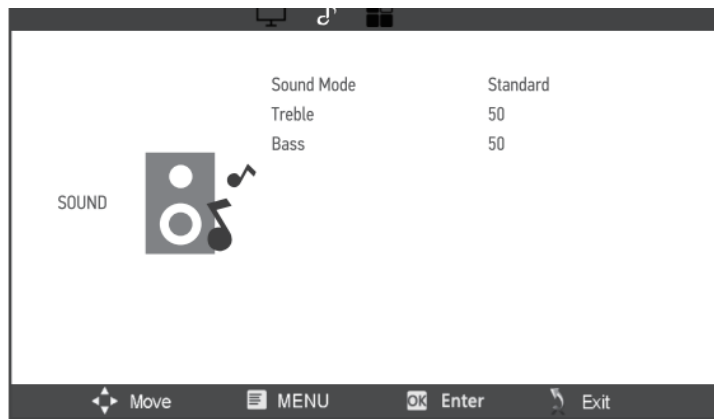 Sound Mode Standard
Treble 50
Bass 50
SOUND
Move MENU OK Enter Exit